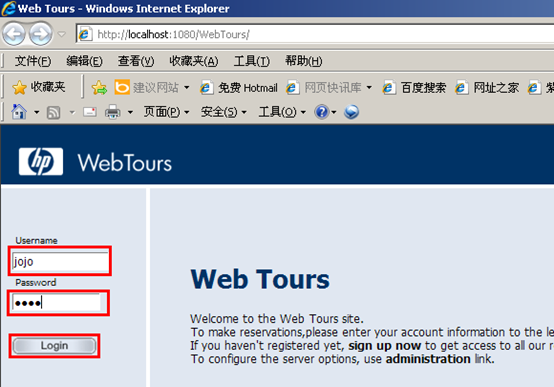 Web Tours - Windows Internet Explorer
http://localhost:1080/WebTours/
文件(F) 编辑(E) 查看(V) 收藏夹(A) 工具(T) 帮助(H)
收藏夹 建议网站 免费 Hotmail 网页快讯库 百度搜索 网址之家
页面(P) 安全(S) 工具(O)
hp WebTours
Username
jojo
Password
Login
Web Tours
Welcome to the Web Tours site.
To make reservations,please enter your account information to the le
If you haven't registered yet, sign up now to get access to all our r
To configure the server options, use administration link.